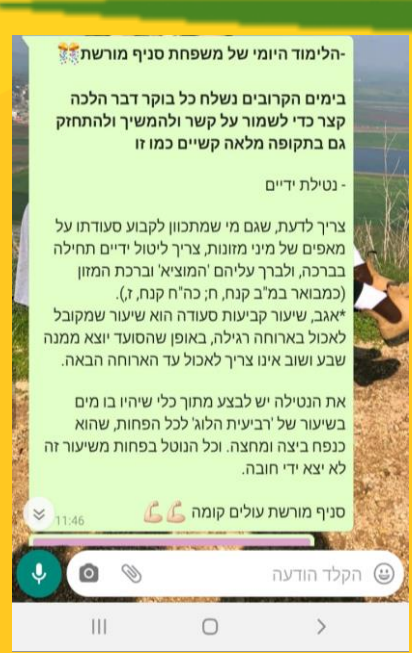 -הלימוד היומי של משפחת סניף מורשת🎊🎊
בימים הקרובים נשלח כל בוקר דבר הלכה
קצר כדי לשמור על קשר ולהמשיך ולהתחזק
גם בתקופה מלאה קשיים כמו זו
- נטילת ידיים
צריך לדעת, שגם מי שמתכוון לקבוע סעודתו על
מאפים של מיני מזונות, צריך ליטול ידיים תחילה
בברכה, ולברך עליהם 'המוציא' וברכת המזון
(כמבואר במ"ב קנח, ח; כה"ח קנח, ז,).
*אגב, שיעור קביעות סעודה הוא שיעור שמקובל
לאכול בארוחה רגילה, באופן שהסועד יוצא ממנה
שבע ושוב אינו צריך לאכול עד הארוחה הבאה.
את הנטילה יש לבצע מתוך כלי שיהיו בו מים
בשיעור של 'רביעית הלוג' לכל הפחות, שהוא
כנפח ביצה ומחצה. וכל הנוטל בפחות משיעור זה
לא יצא ידי חובה.
סניף מורשת עולים קומה 💪🏻💪🏻
11:46
הקלד הודעה